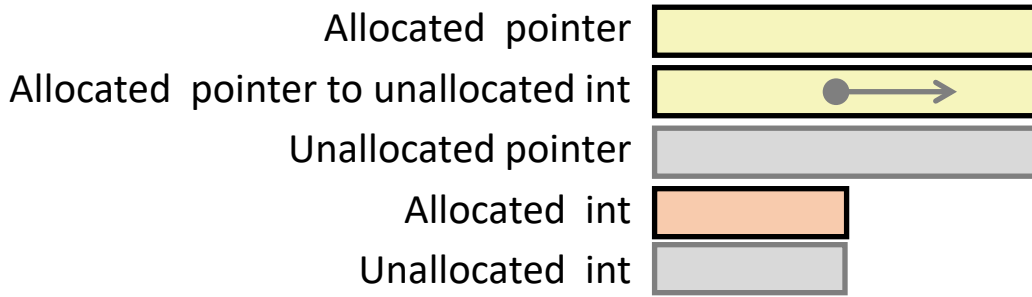 Allocated pointer
Allocated pointer to unallocated int
Unallocated pointer
Allocated int
Unallocated int